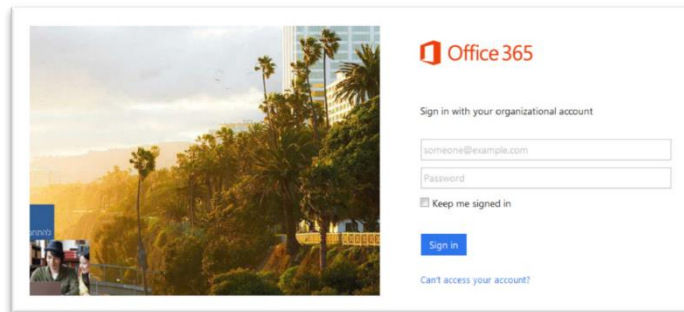 Office 365
Sign in with your organizational account
someone@example.com
Password
Keep me signed in
Sign in
Can't access your account?